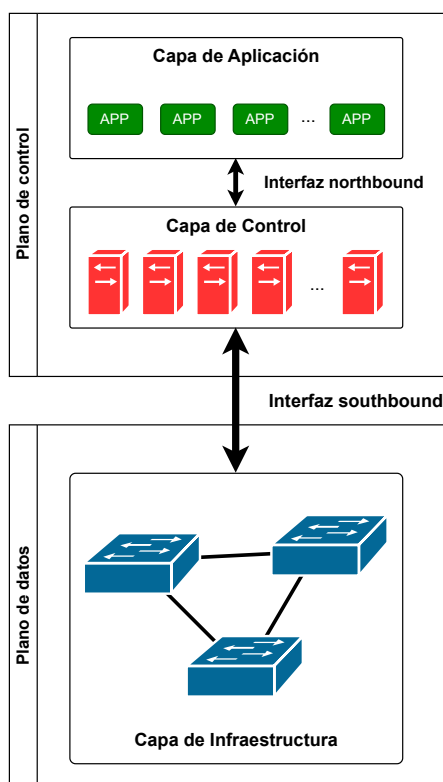 Plano de control
Capa de Aplicación
APP APP APP ... APP
Interfaz northbound
Capa de Control
...
Interfaz southbound
Plano de datos
Capa de Infraestructura